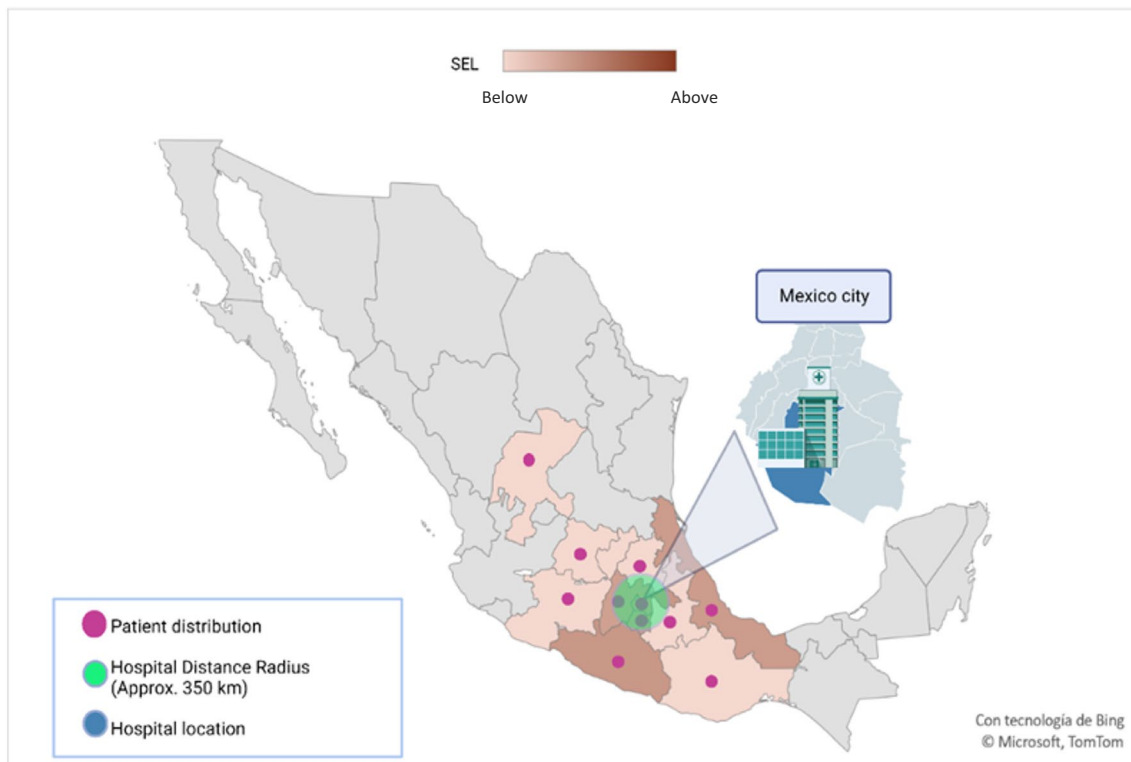 SEL
Below Above
Mexico city
Patient distribution
Hospital Distance Radius
(Approx. 350 km)
Hospital location
Con tecnología de Bing
© Microsoft, TomTom